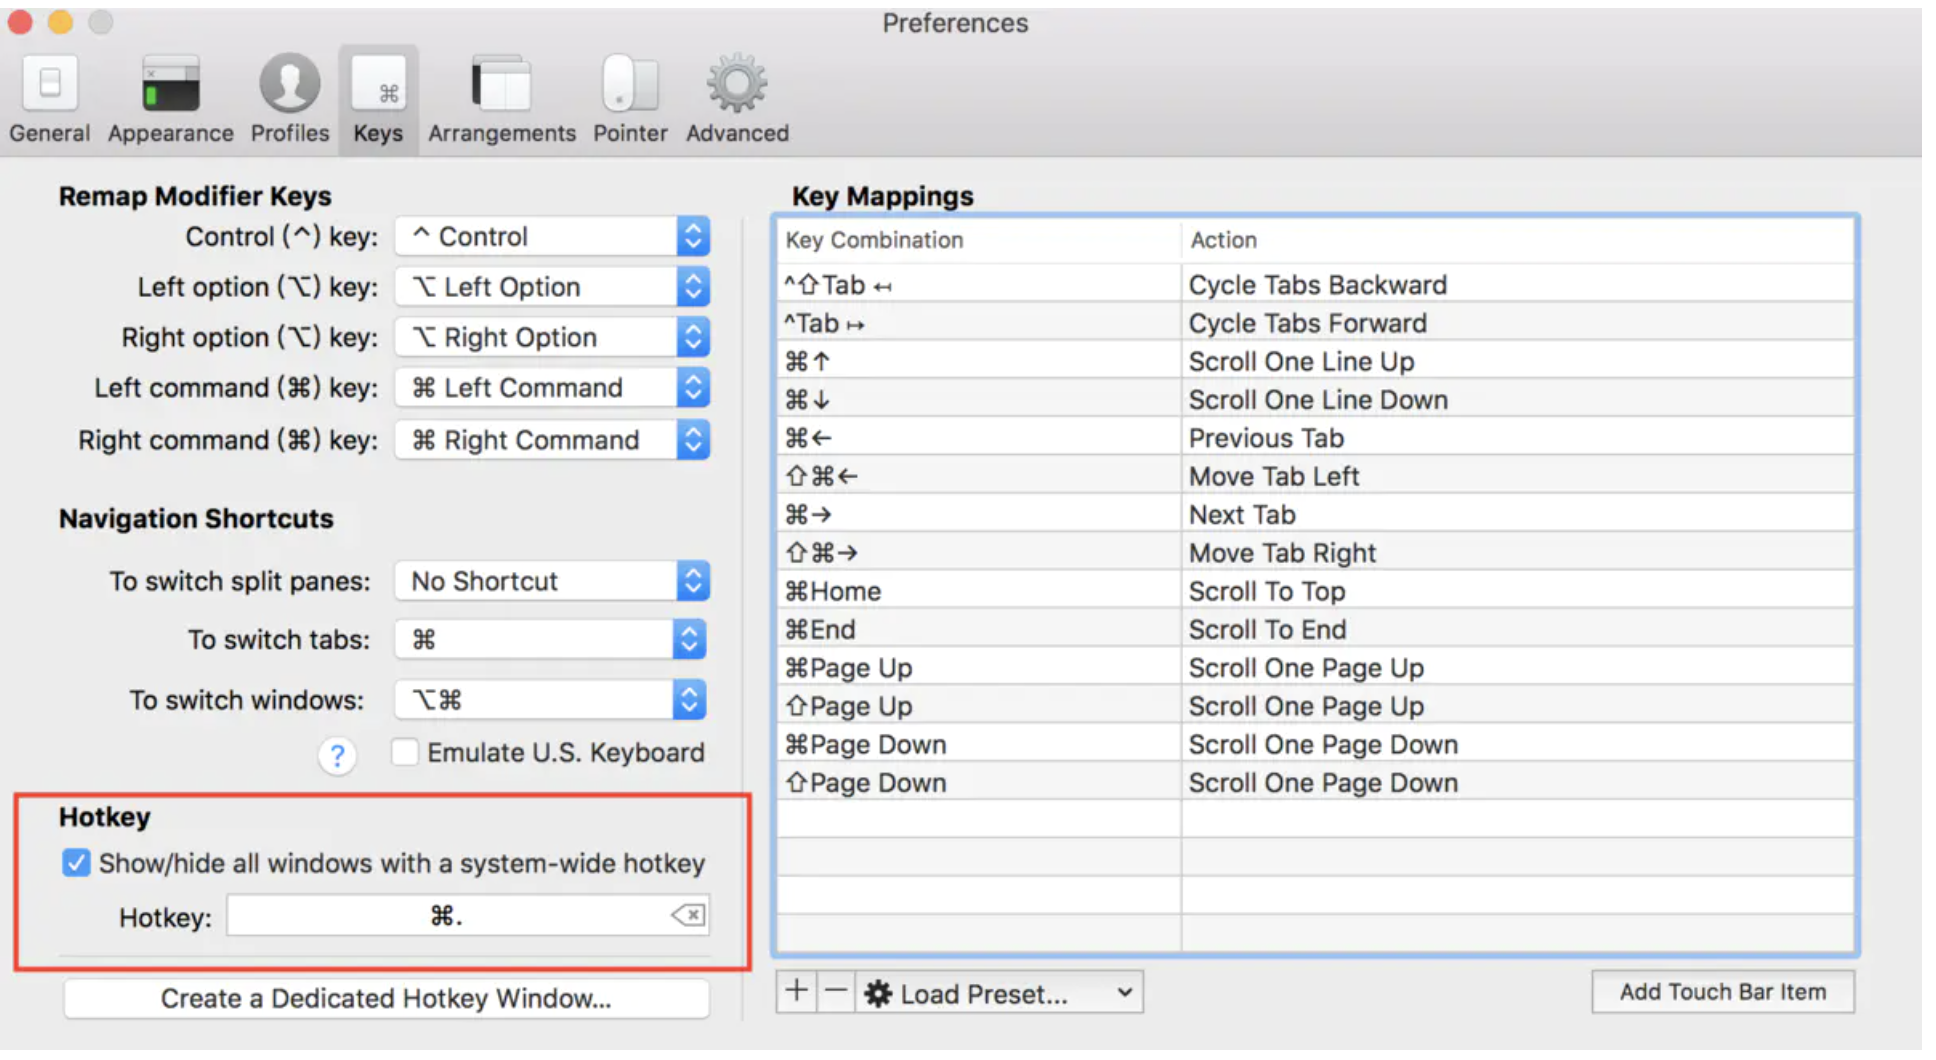 Preferences
General Appearance Profiles Keys Arrangements Pointer Advanced
Remap Modifier Keys
Control (^) key: ^ Control
Left option (⌥) key: ⌥ Left Option
Right option (⌥) key: ⌥ Right Option
Left command (⌘) key: ⌘ Left Command
Right command (⌘) key: ⌘ Right Command
Navigation Shortcuts
To switch split panes: No Shortcut
To switch tabs: ⌘
To switch windows: ⌥⌘
? Emulate U.S. Keyboard
Hotkey
Show/hide all windows with a system-wide hotkey
Hotkey: ⌘.
Create a Dedicated Hotkey Window...
Key Mappings
Key Combination Action
^⇧Tab ↤ Cycle Tabs Backward
^Tab ↦ Cycle Tabs Forward
⌘↑ Scroll One Line Up
⌘↓ Scroll One Line Down
⌘← Previous Tab
⇧⌘← Move Tab Left
⌘→ Next Tab
⇧⌘→ Move Tab Right
⌘Home Scroll To Top
⌘End Scroll To End
⌘Page Up Scroll One Page Up
⇧Page Up Scroll One Page Up
⌘Page Down Scroll One Page Down
⇧Page Down Scroll One Page Down
+ − Load Preset... Add Touch Bar Item